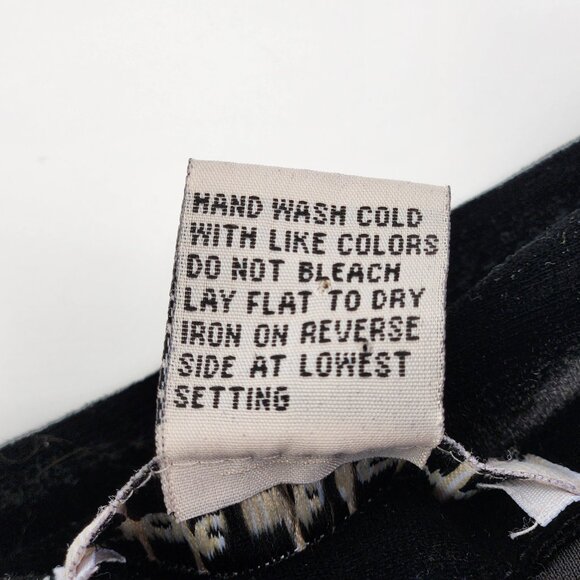 HAND WASH COLD
WITH LIKE COLORS
DO NOT BLEACH
LAY FLAT TO DRY
IRON ON REVERSE
SIDE AT LOWEST
SETTING